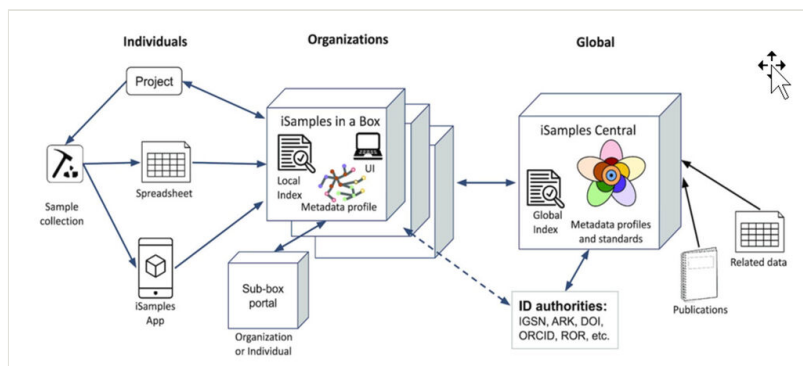 Individuals
Organizations
Global
Project
Sample
collection
Spreadsheet
iSamples
App
iSamples in a Box
Local
Index
UI
Metadata profile
Sub-box
portal
Organization
or Individual
iSamples Central
Global
Index
Metadata profiles
and standards
ID authorities:
IGSN, ARK, DOI,
ORCID, ROR, etc.
Publications
Related data